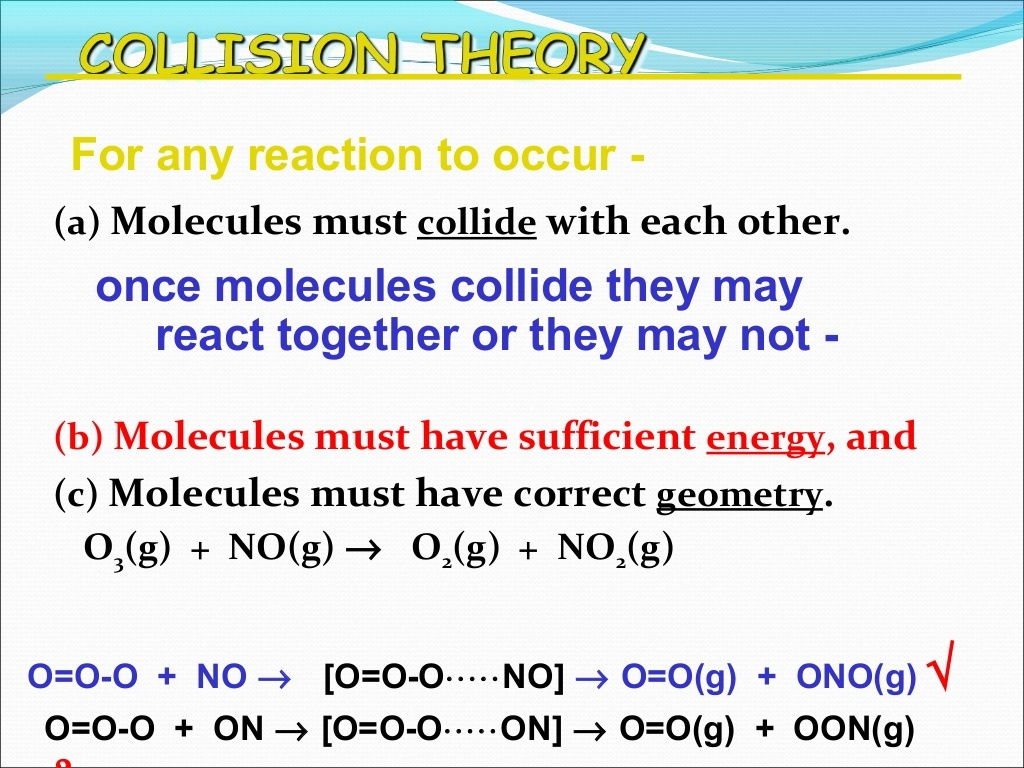 COLLISION THEORY
For any reaction to occur -
(a) Molecules must collide with each other.
once molecules collide they may
react together or they may not -
(b) Molecules must have sufficient energy, and
(c) Molecules must have correct geometry.
O₃(g) + NO(g) → O₂(g) + NO₂(g)
O=O-O + NO → [O=O-O·····NO] → O=O(g) + ONO(g) √
O=O-O + ON → [O=O-O·····ON] → O=O(g) + OON(g)